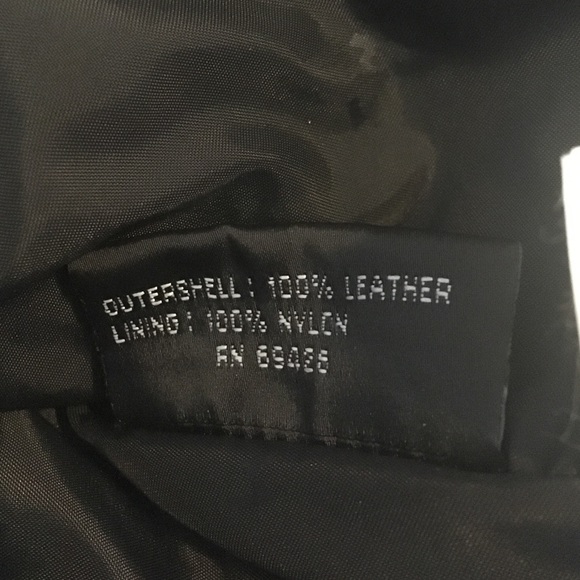 OUTERSHELL: 100% LEATHER
LINING: 100% NYLON
RN 69426